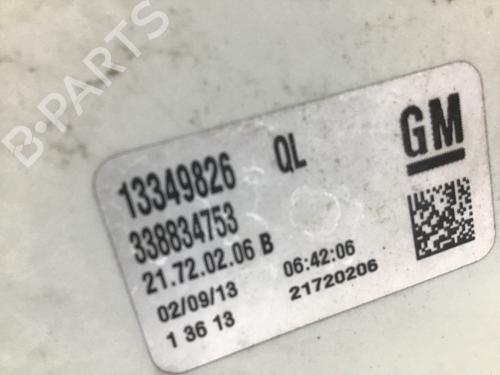 B-PARTS
13349826 QL GM
338834753
21.72.02.06 B 06:42:06
02/09/13 21720206
1 36 13